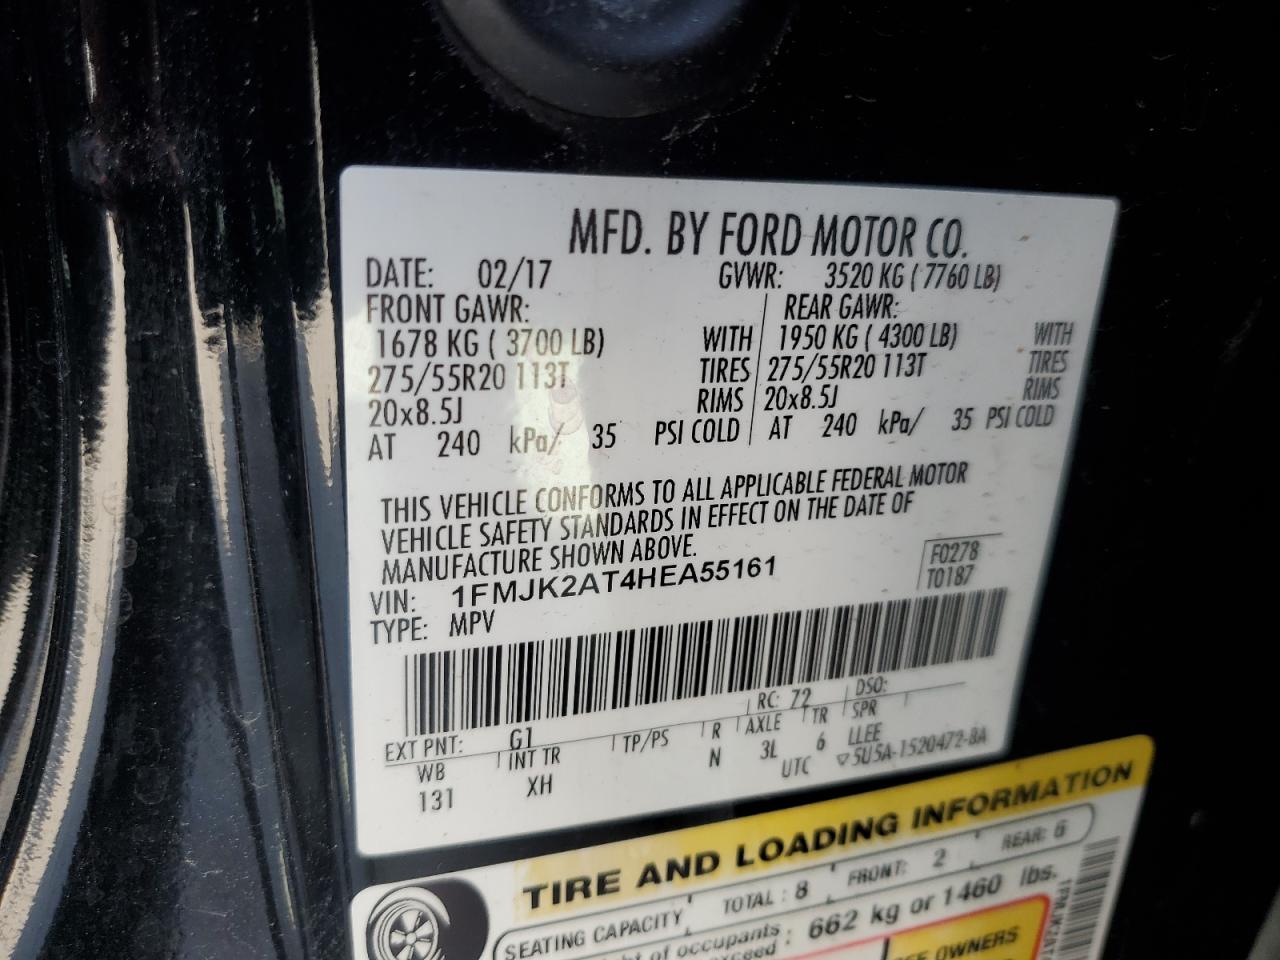 MFD. BY FORD MOTOR CO.
DATE: 02/17 GVWR: 3520 KG ( 7760 LB)
FRONT GAWR: REAR GAWR:
1678 KG ( 3700 LB) WITH 1950 KG ( 4300 LB) WITH
275/55R20 113T TIRES 275/55R20 113T TIRES
20x8.5J RIMS 20x8.5J RIMS
AT 240 kPa/ 35 PSI COLD AT 240 kPa/ 35 PSI COLD
THIS VEHICLE CONFORMS TO ALL APPLICABLE FEDERAL MOTOR
VEHICLE SAFETY STANDARDS IN EFFECT ON THE DATE OF
MANUFACTURE SHOWN ABOVE.
VIN: 1FMJK2AT4HEA55161 F0278
TYPE: MPV T0187
EXT PNT: G1 RC: 72 DSO:
WB INT TR TP/PS R AXLE TR SPR
131 XH N 3L 6 LLEE
UTC ▽5U5A-1520472-BA
TIRE AND LOADING INFORMATION
SEATING CAPACITY TOTAL : 8 FRONT: 2 REAR: 6
of occupants : 662 kg or 1460 lbs.
exceed
OWNERS